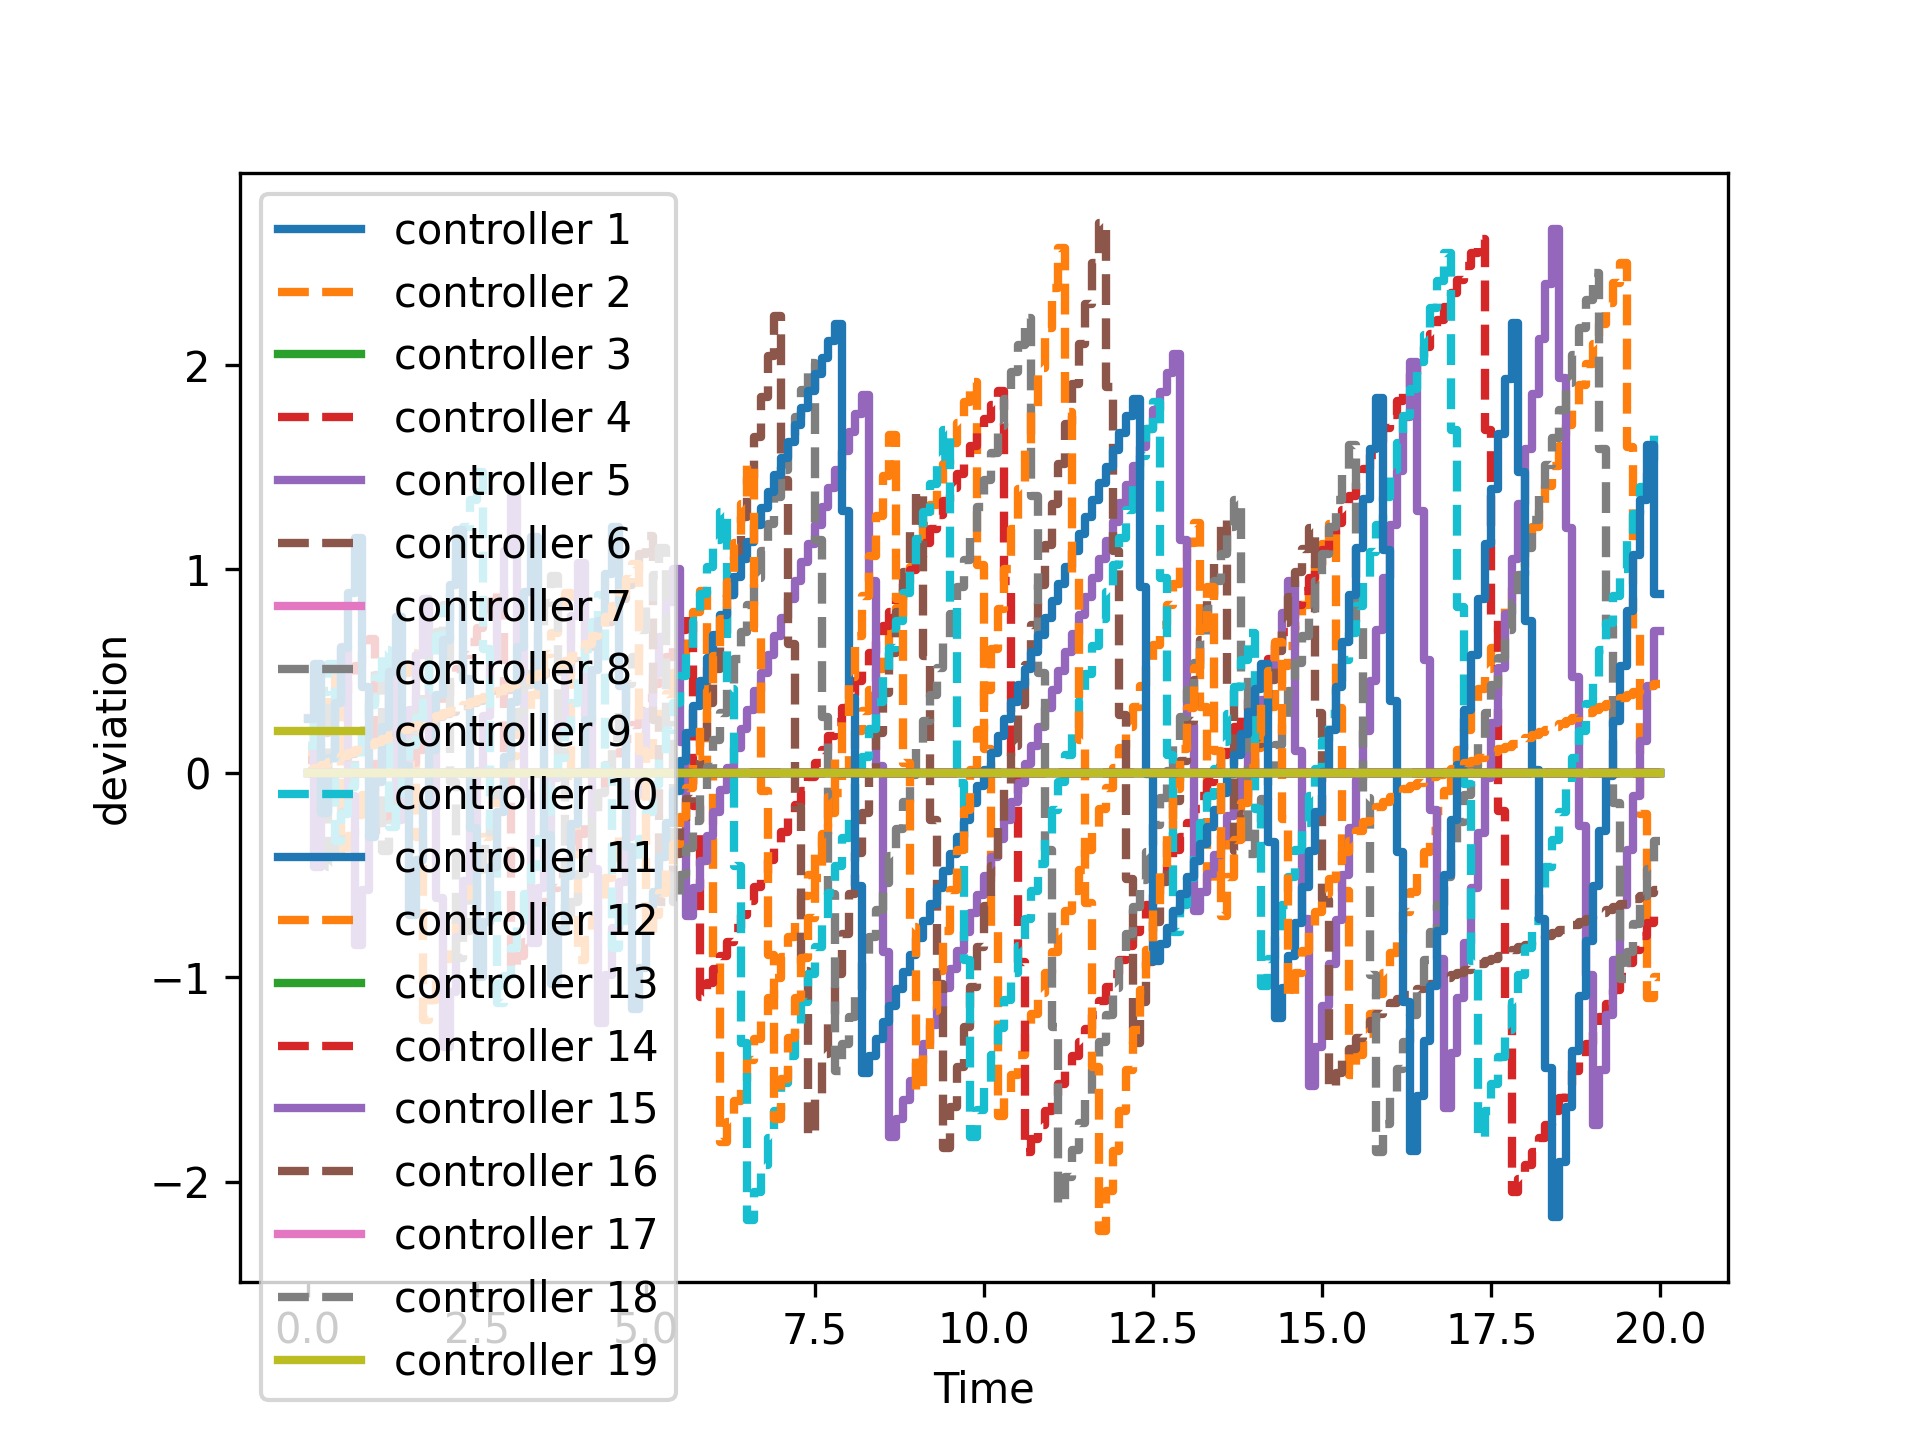 controller 1
controller 2
controller 3
controller 4
controller 5
controller 6
controller 7
controller 8
controller 9
controller 10
controller 11
controller 12
controller 13
controller 14
controller 15
controller 16
controller 17
controller 18
controller 19
2
1
0
−1
−2
deviation
0.0 2.5 5.0 7.5 10.0 12.5 15.0 17.5 20.0
Time